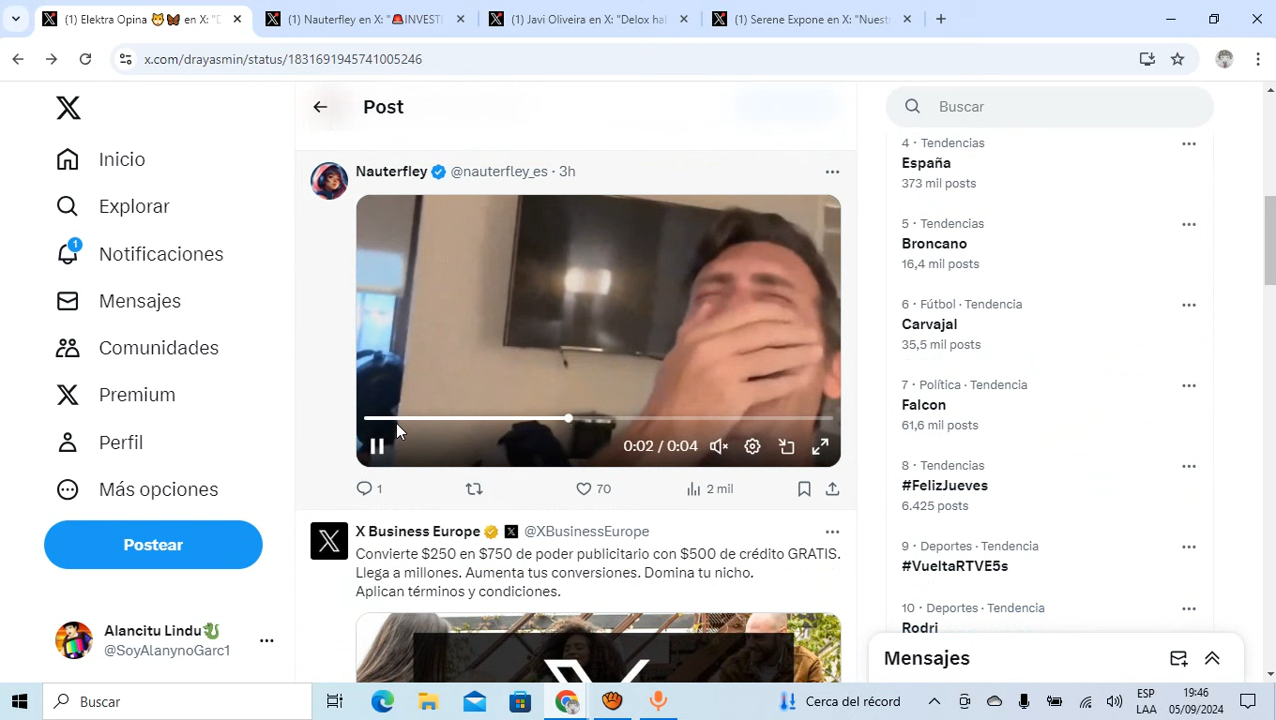 (1) Elektra Opina 🐯🦋 en X: "D
(1) Nauterfley en X: "🚨INVESTI
(1) Javi Oliveira en X: "Delox hal
(1) Serene Expone en X: "Nuest
x.com/drayasmin/status/1831691945741005246
Post
Buscar
Inicio
Explorar
1
Notificaciones
Mensajes
Comunidades
Premium
Perfil
Más opciones
Postear
Alancitu Lindu🐉
@SoyAlanynoGarc1
Nauterfley @nauterfley_es · 3h
0:02 / 0:04
1
70
2 mil
X Business Europe @XBusinessEurope
Convierte $250 en $750 de poder publicitario con $500 de crédito GRATIS.
Llega a millones. Aumenta tus conversiones. Domina tu nicho.
Aplican términos y condiciones.
4 · Tendencias
España
373 mil posts
5 · Tendencias
Broncano
16,4 mil posts
6 · Fútbol · Tendencia
Carvajal
35,5 mil posts
7 · Política · Tendencia
Falcon
61,6 mil posts
8 · Tendencias
#FelizJueves
6.425 posts
9 · Deportes · Tendencia
#VueltaRTVE5s
10 · Deportes · Tendencia
Rodri
Mensajes
Buscar
Cerca del récord
ESP
LAA
19:46
05/09/2024